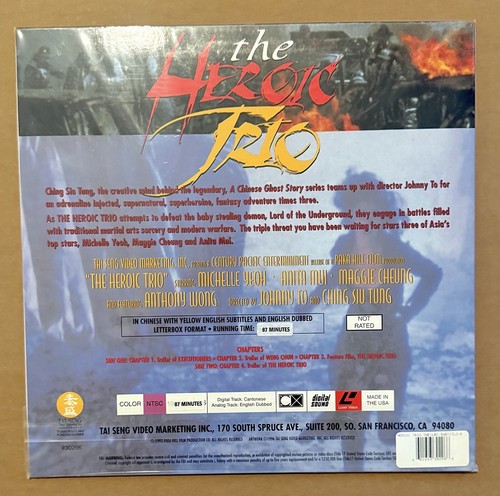 the
HEROIC
TRIO
Ching Siu Tung, the creative mind behind the legendary, A Chinese Ghost Story series teams up with director Johnny To for
an adrenaline injected, supernatural, superheroine, fantasy adventure times three.
As THE HEROIC TRIO attempts to defeat the baby stealing demon, Lord of the Underground, they engage in battles filled
with traditional martial arts sorcery and modern warfare. The triple threat you have been waiting for stars three of Asia's
top stars, Michelle Yeoh, Maggie Cheung and Anita Mui.
TAI SENG VIDEO MARKETING, INC. CENTURY PACIFIC ENTERTAINMENT RELEASE OF A PAKA HILL FILM PRODUCTION
"THE HEROIC TRIO" STARRING MICHELLE YEOH · ANITA MUI · MAGGIE CHEUNG
AND FEATURING ANTHONY WONG DIRECTED BY JOHNNY TO AND CHING SIU TUNG
IN CHINESE WITH YELLOW ENGLISH SUBTITLES AND ENGLISH DUBBED
LETTERBOX FORMAT • RUNNING TIME: 87 MINUTES
NOT
RATED
CHAPTERS
SIDE ONE: CHAPTER 1. Trailer of EXECUTIONERS • CHAPTER 2. Trailer of WING CHUN • CHAPTER 3. Feature Film, THE HEROIC TRIO
SIDE TWO: CHAPTER 4. Trailer of THE HEROIC TRIO
COLOR
NTSC
87 MINUTES
Digital Track: Cantonese
Analog Track: English Dubbed
CX
digital
sound
Laser Disc
MADE IN
THE USA
TAI SENG
TAI SENG VIDEO MARKETING INC., 170 SOUTH SPRUCE AVE., SUITE 200, SO. SAN FRANCISCO, CA 94080